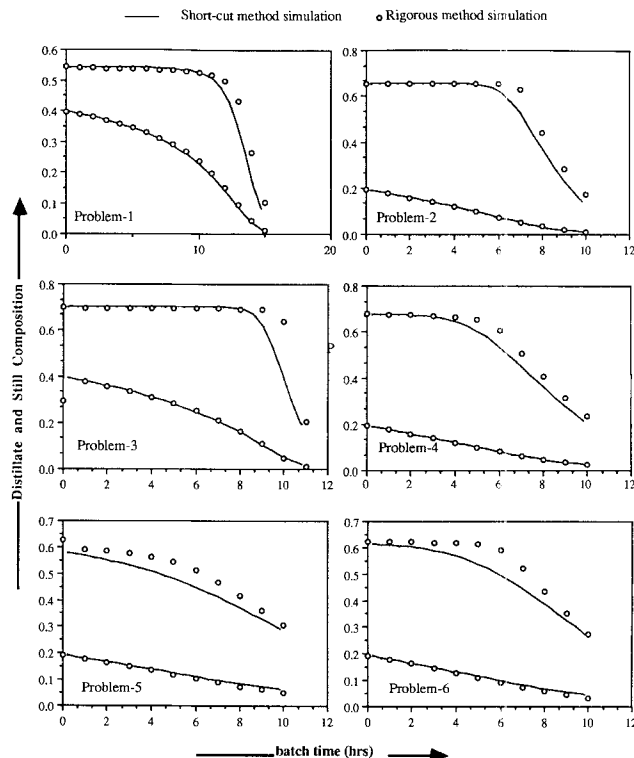 Short-cut method simulation
Rigorous method simulation
Distillate and Still Composition
0.6
0.5
0.4
0.3
0.2
0.1
0.0
0 10 20
Problem-1
1.0
0.8
0.6
0.4
0.2
0.0
0 2 4 6 8 10 12
Problem-2
0.8
0.6
0.4
0.2
0.0
0 2 4 6 8 10 12
Problem-3
0.8
0.6
0.4
0.2
0.0
0 2 4 6 8 10 12
Problem-4
0.7
0.6
0.5
0.4
0.3
0.2
0.1
0.0
0 2 4 6 8 10 12
Problem-5
0.7
0.6
0.5
0.4
0.3
0.2
0.1
0.0
0 2 4 6 8 10 12
Problem-6
batch time (hrs)